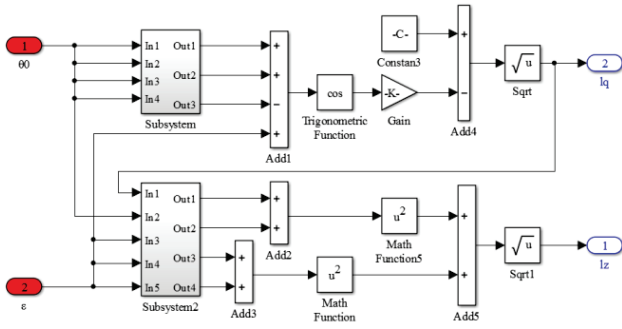 1
θ0
In1
In2
In3
In4
Out1
Out2
Out3
Subsystem
+
+
−
+
Add1
cos
Trigonometric
Function
-C-
Constan3
-K-
Gain
+
−
Add4
√u
Sqrt
2
lq
2
ε
In1
In2
In3
In4
In5
Out1
Out2
Out3
Out4
Subsystem2
+
+
Add2
+
+
Add3
u²
Math
Function5
u²
Math
Function
+
+
Add5
√u
Sqrt1
1
lz